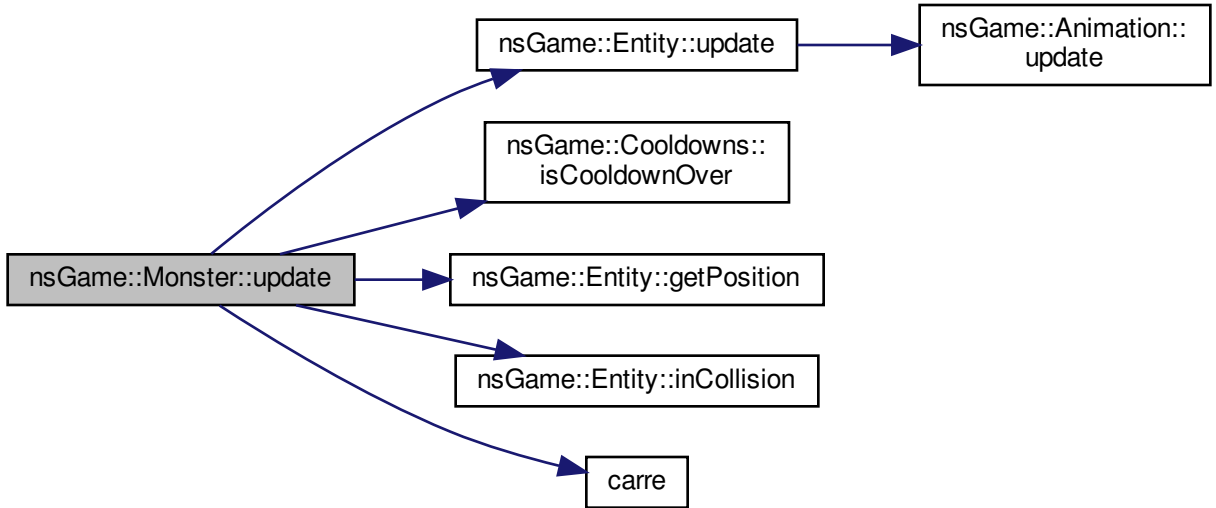 nsGame::Entity::update
nsGame::Animation::
update
nsGame::Cooldowns::
isCooldownOver
nsGame::Monster::update
nsGame::Entity::getPosition
nsGame::Entity::inCollision
carre